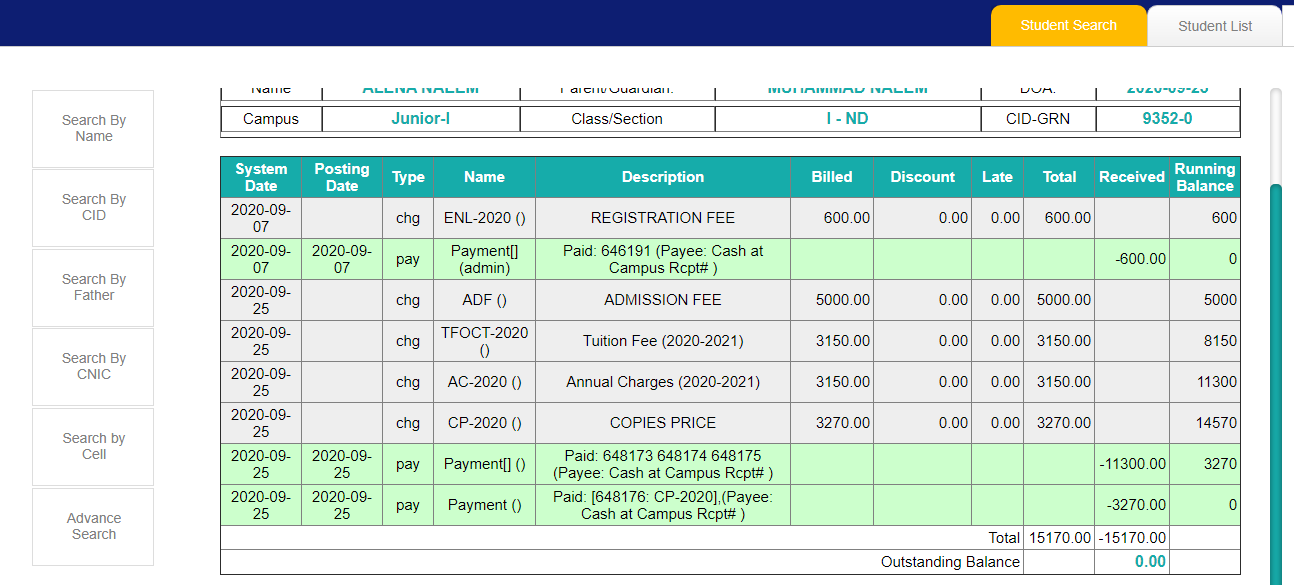 Student Search Student List
Search By
Name
Search By
CID
Search By
Father
Search By
CNIC
Search by
Cell
Advance
Search
Name ALENA NAEEM Parent/Guardian: MUHAMMAD NAEEM DOA: 2020-09-25
Campus Junior-I Class/Section I - ND CID-GRN 9352-0
System Date Posting Date Type Name Description Billed Discount Late Total Received Running Balance
2020-09-07 chg ENL-2020 () REGISTRATION FEE 600.00 0.00 0.00 600.00 600
2020-09-07 2020-09-07 pay Payment[] (admin) Paid: 646191 (Payee: Cash at Campus Rcpt# ) -600.00 0
2020-09-25 chg ADF () ADMISSION FEE 5000.00 0.00 0.00 5000.00 5000
2020-09-25 chg TFOCT-2020 () Tuition Fee (2020-2021) 3150.00 0.00 0.00 3150.00 8150
2020-09-25 chg AC-2020 () Annual Charges (2020-2021) 3150.00 0.00 0.00 3150.00 11300
2020-09-25 chg CP-2020 () COPIES PRICE 3270.00 0.00 0.00 3270.00 14570
2020-09-25 2020-09-25 pay Payment[] () Paid: 648173 648174 648175 (Payee: Cash at Campus Rcpt# ) -11300.00 3270
2020-09-25 2020-09-25 pay Payment () Paid: [648176: CP-2020],(Payee: Cash at Campus Rcpt# ) -3270.00 0
Total 15170.00 -15170.00
Outstanding Balance 0.00